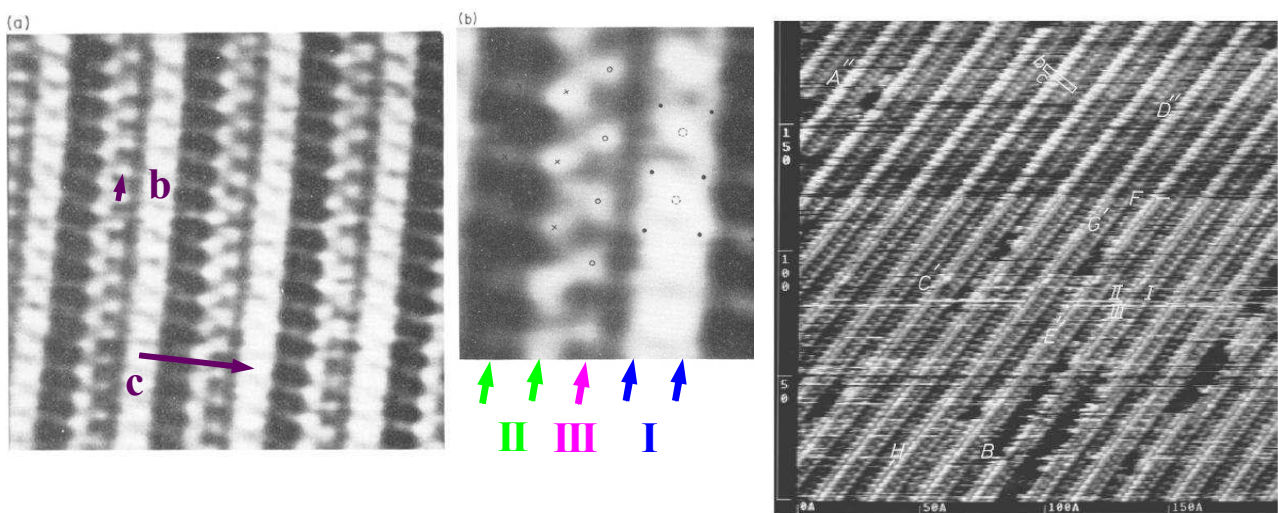 (a)
b
c
(b)
II III I
A″
b
c
D″
150
F
G′
100
C′
II I
III
E′
50
H B
0A 50A 100A 150A